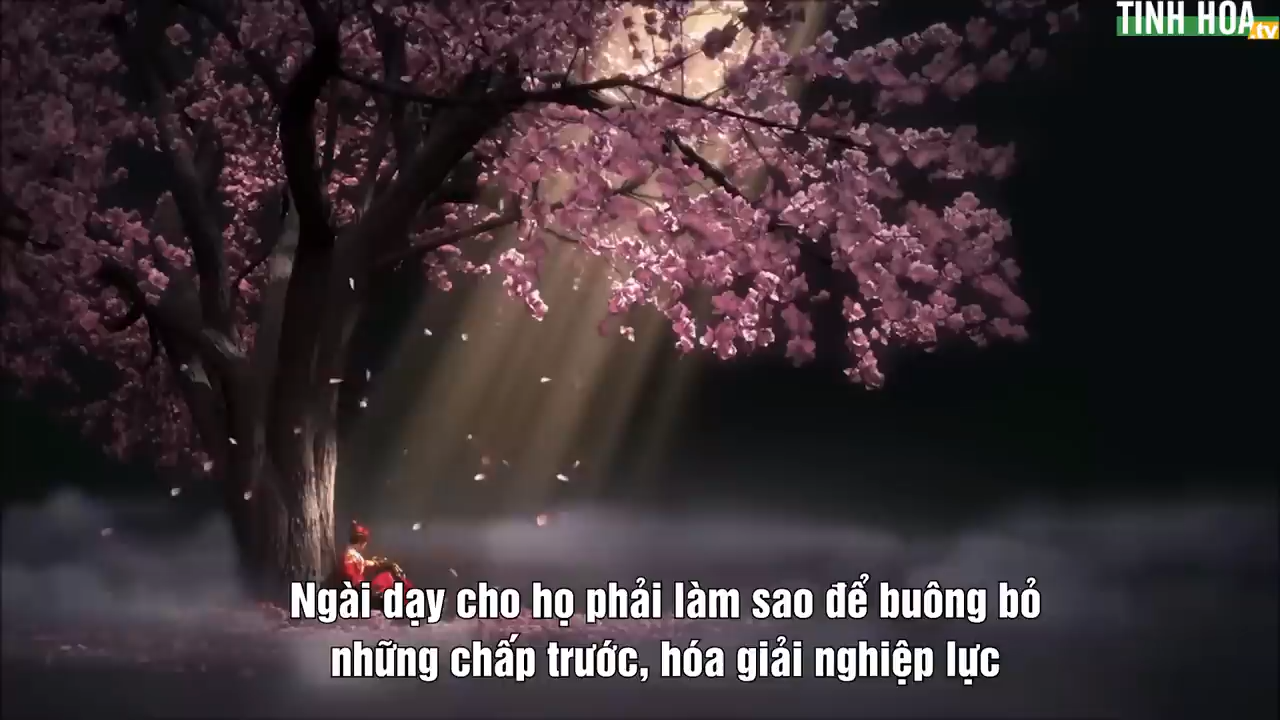 TINH HOA
.tv
Ngài dạy cho họ phải làm sao để buông bỏ
những chấp trước, hóa giải nghiệp lực